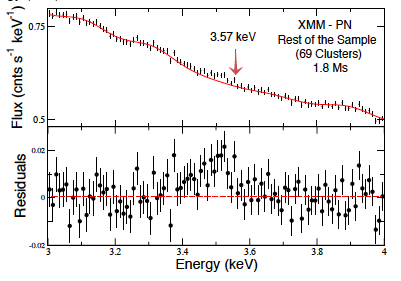 XMM - PN
Rest of the Sample
(69 Clusters)
1.8 Ms
3.57 keV
Flux (cnts s⁻¹ keV⁻¹)
0.75
0.5
Residuals
0.02
0
-0.02
3 3.2 3.4 3.6 3.8 4
Energy (keV)